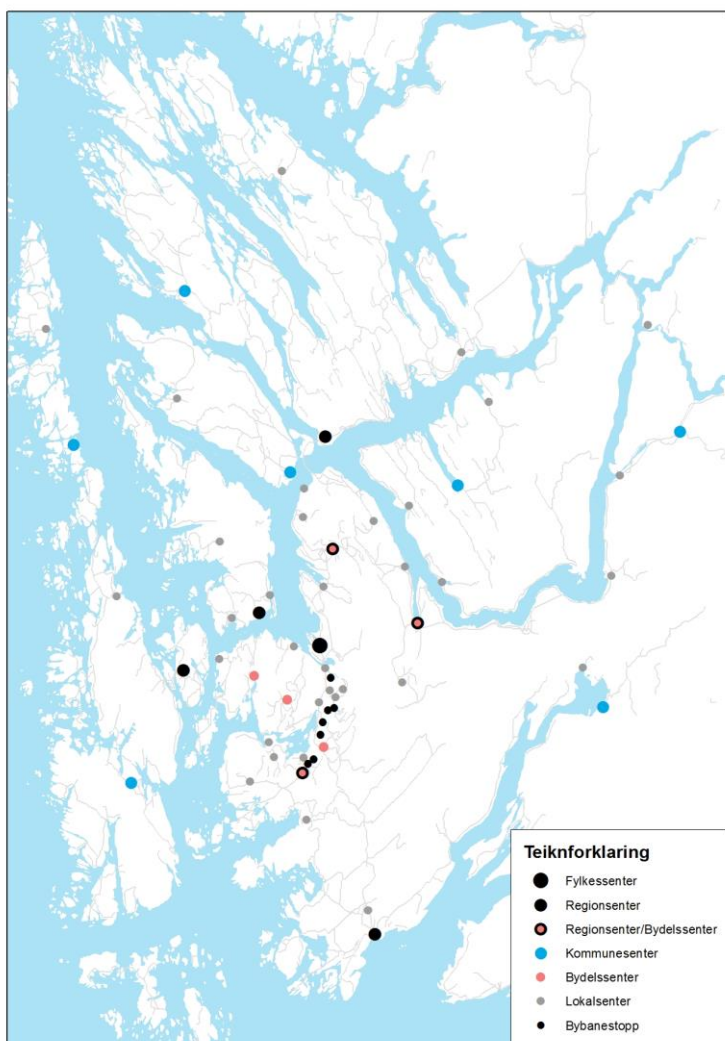 Teiknforklaring
Fylkessenter
Regionsenter
Regionsenter/Bydelssenter
Kommunesenter
Bydelssenter
Lokalsenter
Bybanestopp